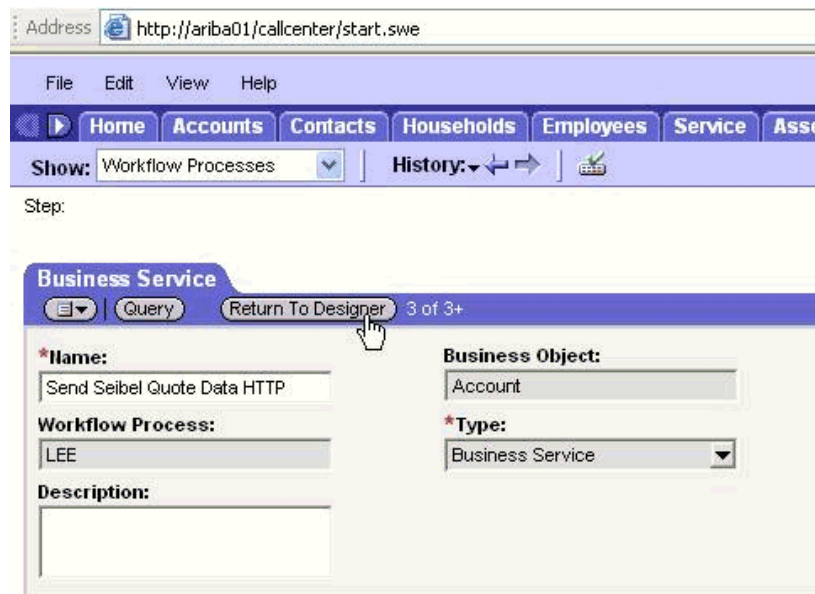 Address http://ariba01/callcenter/start.swe
File Edit View Help
Home Accounts Contacts Households Employees Service Asse
Show: Workflow Processes History:
Step:
Business Service
Query Return To Designer 3 of 3+
*Name: Business Object:
Send Seibel Quote Data HTTP Account
Workflow Process: *Type:
LEE Business Service
Description: